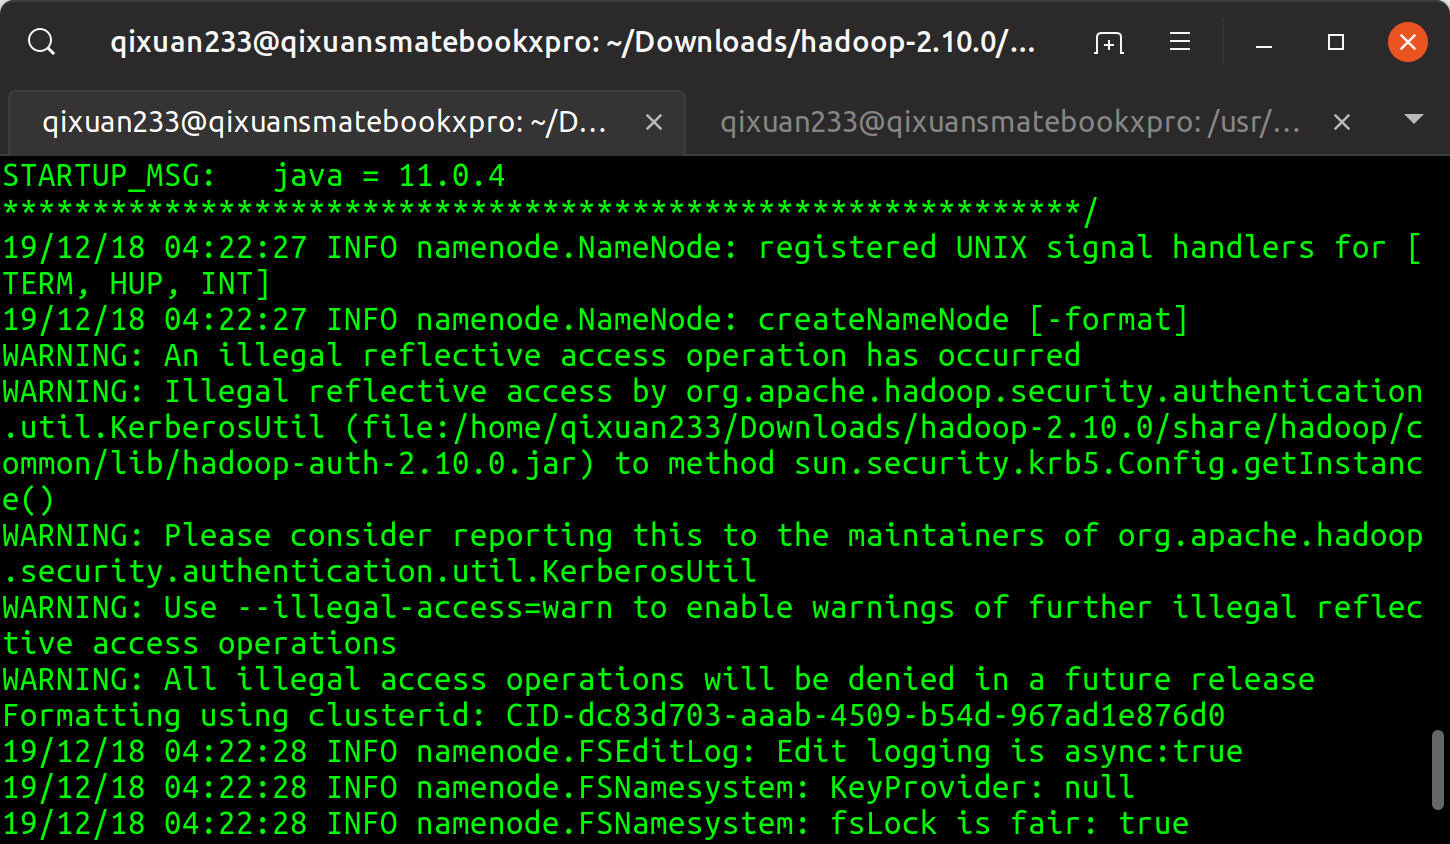 qixuan233@qixuansmatebookxpro: ~/Downloads/hadoop-2.10.0/...
qixuan233@qixuansmatebookxpro: ~/D... qixuan233@qixuansmatebookxpro: /usr/...
STARTUP_MSG:   java = 11.0.4
************************************************************/
19/12/18 04:22:27 INFO namenode.NameNode: registered UNIX signal handlers for [
TERM, HUP, INT]
19/12/18 04:22:27 INFO namenode.NameNode: createNameNode [-format]
WARNING: An illegal reflective access operation has occurred
WARNING: Illegal reflective access by org.apache.hadoop.security.authentication
.util.KerberosUtil (file:/home/qixuan233/Downloads/hadoop-2.10.0/share/hadoop/c
ommon/lib/hadoop-auth-2.10.0.jar) to method sun.security.krb5.Config.getInstanc
e()
WARNING: Please consider reporting this to the maintainers of org.apache.hadoop
.security.authentication.util.KerberosUtil
WARNING: Use --illegal-access=warn to enable warnings of further illegal reflec
tive access operations
WARNING: All illegal access operations will be denied in a future release
Formatting using clusterid: CID-dc83d703-aaab-4509-b54d-967ad1e876d0
19/12/18 04:22:28 INFO namenode.FSEditLog: Edit logging is async:true
19/12/18 04:22:28 INFO namenode.FSNamesystem: KeyProvider: null
19/12/18 04:22:28 INFO namenode.FSNamesystem: fsLock is fair: true